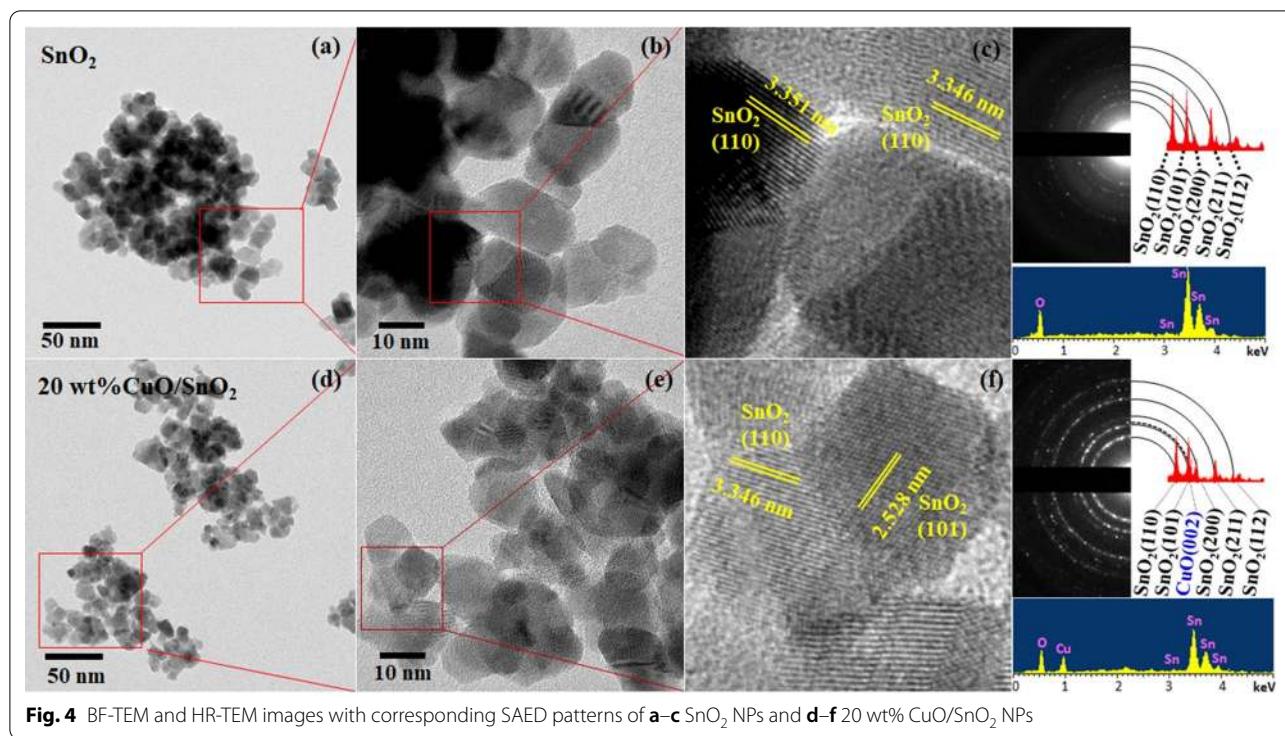 SnO₂
(a)
50 nm
(b)
10 nm
(c)
3.351 nm
SnO₂
(110)
3.346 nm
SnO₂
(110)
SnO₂(110)
SnO₂(101)
SnO₂(200)
SnO₂(211)
SnO₂(112)
O
Sn
Sn
Sn
Sn
0 1 2 3 4 keV
20 wt%CuO/SnO₂
(d)
50 nm
(e)
10 nm
(f)
SnO₂
(110)
3.346 nm
2.528 nm
SnO₂
(101)
SnO₂(110)
SnO₂(101)
CuO(002)
SnO₂(200)
SnO₂(211)
SnO₂(112)
O
Cu
Sn
Sn
Sn
Sn
0 1 2 3 4 keV
Fig. 4 BF-TEM and HR-TEM images with corresponding SAED patterns of a–c SnO₂ NPs and d–f 20 wt% CuO/SnO₂ NPs